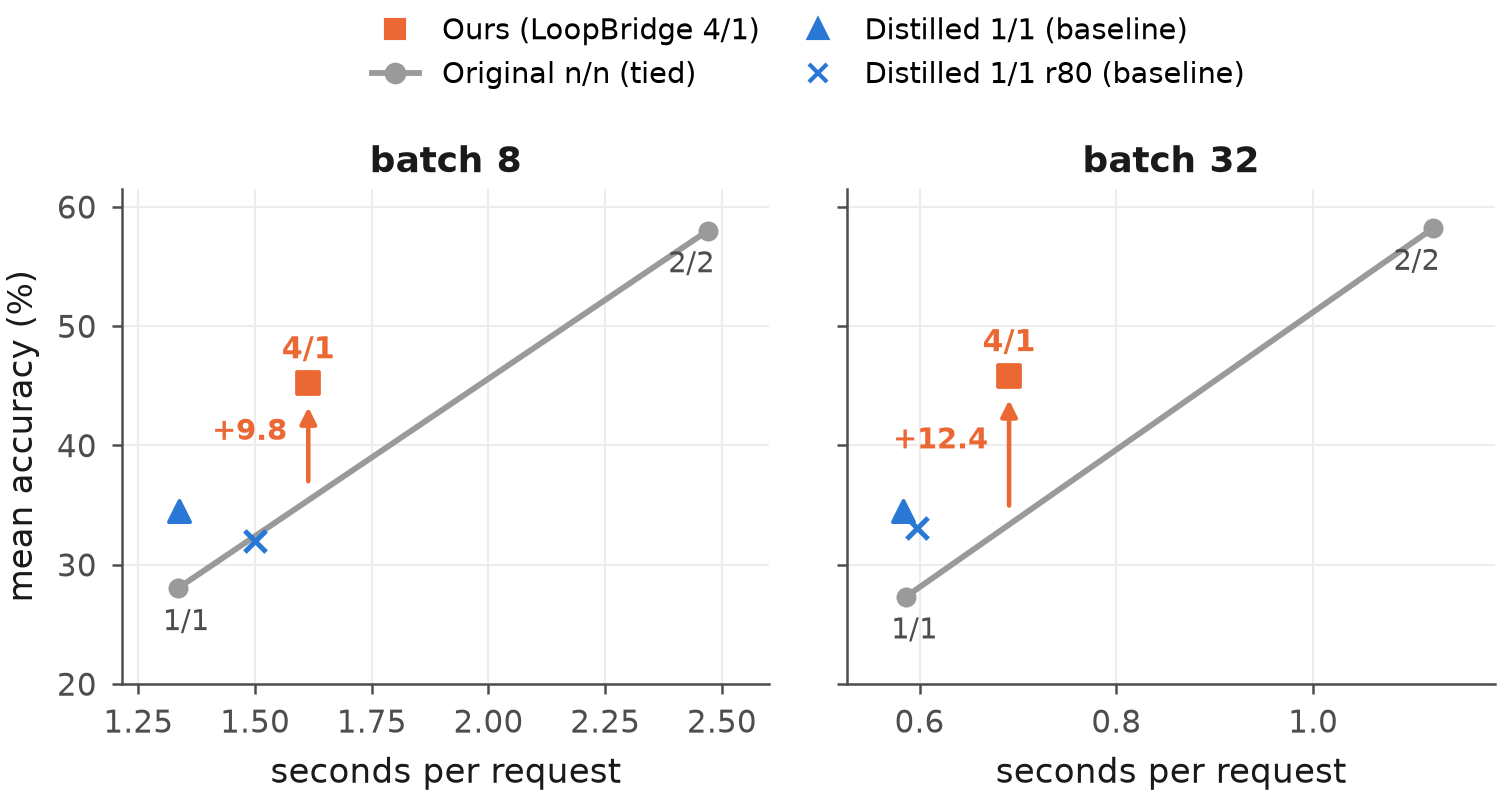 Ours (LoopBridge 4/1)
Original n/n (tied)
Distilled 1/1 (baseline)
Distilled 1/1 r80 (baseline)
batch 8
mean accuracy (%)
60
50
40
30
20
2/2
4/1
+9.8
1/1
1.25 1.50 1.75 2.00 2.25 2.50
seconds per request
batch 32
2/2
4/1
+12.4
1/1
0.6 0.8 1.0
seconds per request